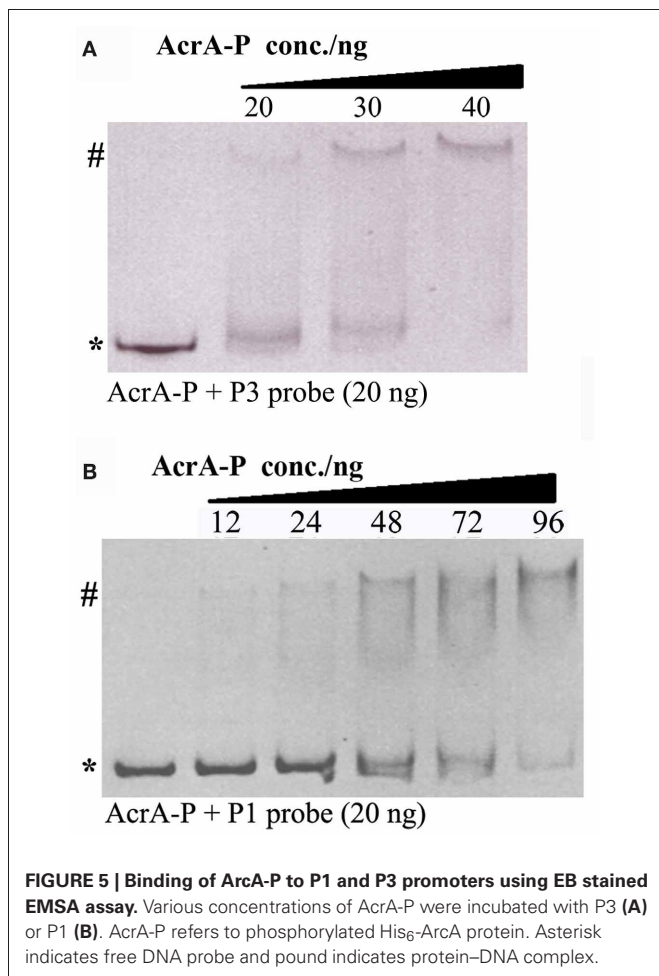 A
AcrA-P conc./ng
20 30 40
#
*
AcrA-P + P3 probe (20 ng)
B
AcrA-P conc./ng
12 24 48 72 96
#
*
AcrA-P + P1 probe (20 ng)
FIGURE 5 | Binding of ArcA-P to P1 and P3 promoters using EB stained
EMSA assay. Various concentrations of AcrA-P were incubated with P3 (A)
or P1 (B). AcrA-P refers to phosphorylated His₆-ArcA protein. Asterisk
indicates free DNA probe and pound indicates protein–DNA complex.